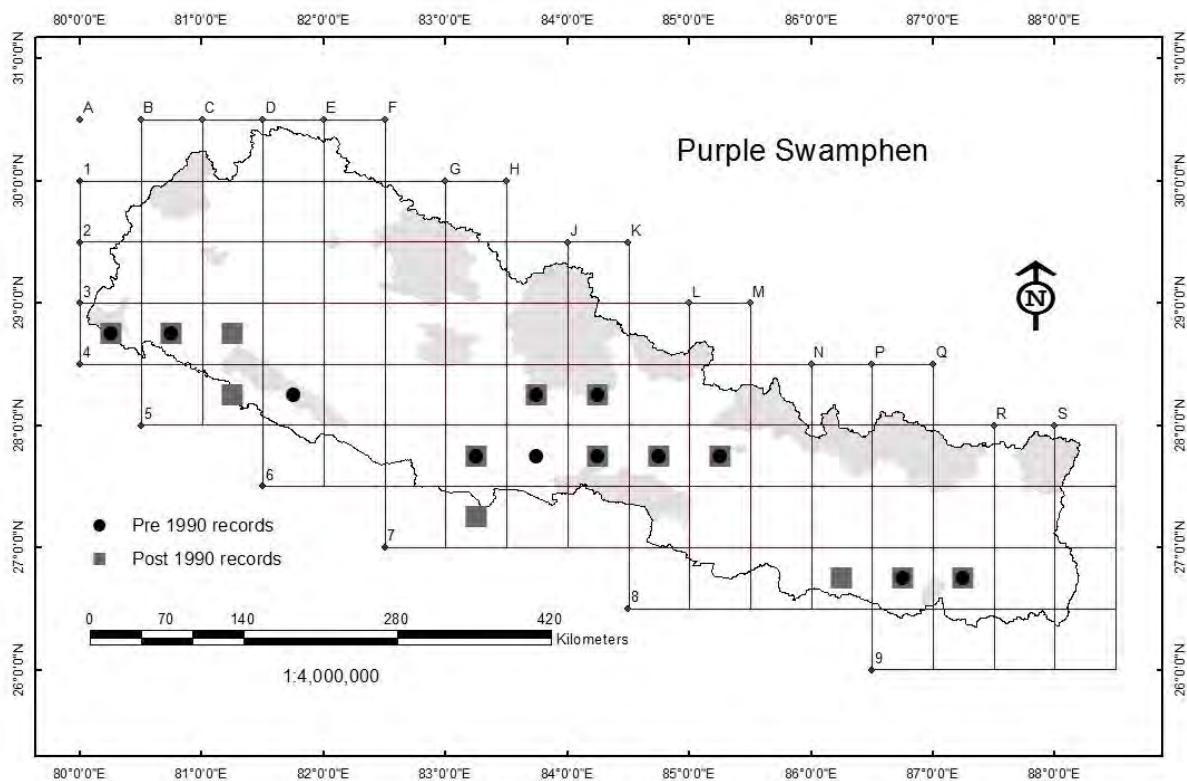 80°0'0"E 81°0'0"E 82°0'0"E 83°0'0"E 84°0'0"E 85°0'0"E 86°0'0"E 87°0'0"E 88°0'0"E
31°0'0"N 31°0'0"N
A B C D E F
Purple Swamphen
1 G H
30°0'0"N 30°0'0"N
2 J K
N
3 L M
29°0'0"N 29°0'0"N
4 N P Q
5 R S
28°0'0"N 28°0'0"N
6
Pre 1990 records
7
27°0'0"N 27°0'0"N
Post 1990 records
8
0 70 140 280 420
Kilometers
9
1:4,000,000
26°0'0"N 26°0'0"N
80°0'0"E 81°0'0"E 82°0'0"E 83°0'0"E 84°0'0"E 85°0'0"E 86°0'0"E 87°0'0"E 88°0'0"E